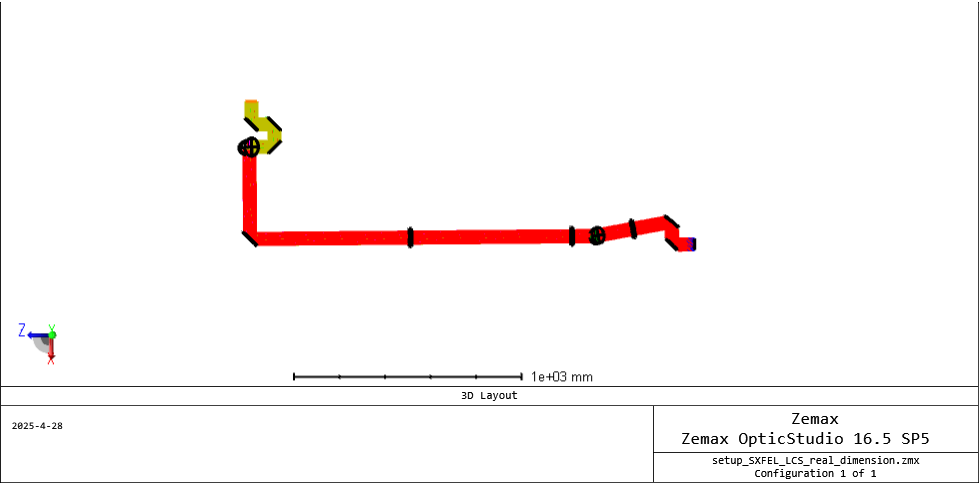 Z
Y
X
1e+03 mm
3D Layout
2025-4-28
Zemax
Zemax OpticStudio 16.5 SP5
setup_SXFEL_LCS_real_dimension.zmx
Configuration 1 of 1